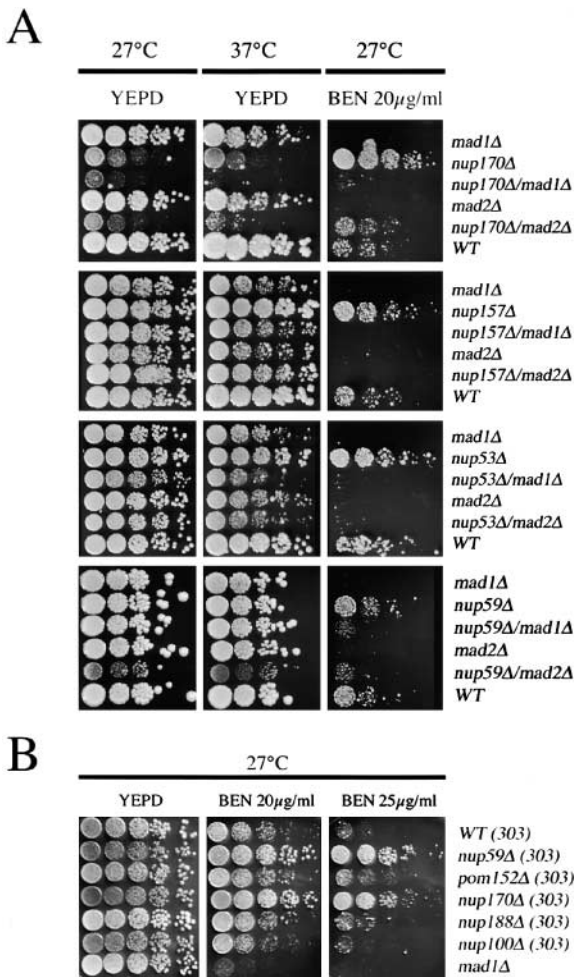 A
27°C 37°C 27°C
YEPD YEPD BEN 20µg/ml
mad1Δ
nup170Δ
nup170Δ/mad1Δ
mad2Δ
nup170Δ/mad2Δ
WT
mad1Δ
nup157Δ
nup157Δ/mad1Δ
mad2Δ
nup157Δ/mad2Δ
WT
mad1Δ
nup53Δ
nup53Δ/mad1Δ
mad2Δ
nup53Δ/mad2Δ
WT
mad1Δ
nup59Δ
nup59Δ/mad1Δ
mad2Δ
nup59Δ/mad2Δ
WT
B
27°C
YEPD BEN 20µg/ml BEN 25µg/ml
WT (303)
nup59Δ (303)
pom152Δ (303)
nup170Δ (303)
nup188Δ (303)
nup100Δ (303)
mad1Δ